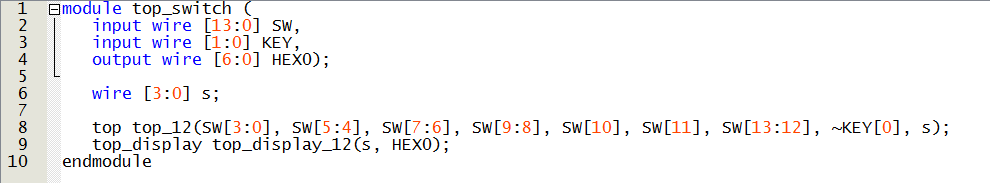 1 module top_switch (
2 input wire [13:0] SW,
3 input wire [1:0] KEY,
4 output wire [6:0] HEX0);
5
6 wire [3:0] s;
7
8 top top_12(SW[3:0], SW[5:4], SW[7:6], SW[9:8], SW[10], SW[11], SW[13:12], ~KEY[0], s);
9 top_display top_display_12(s, HEX0);
10 endmodule